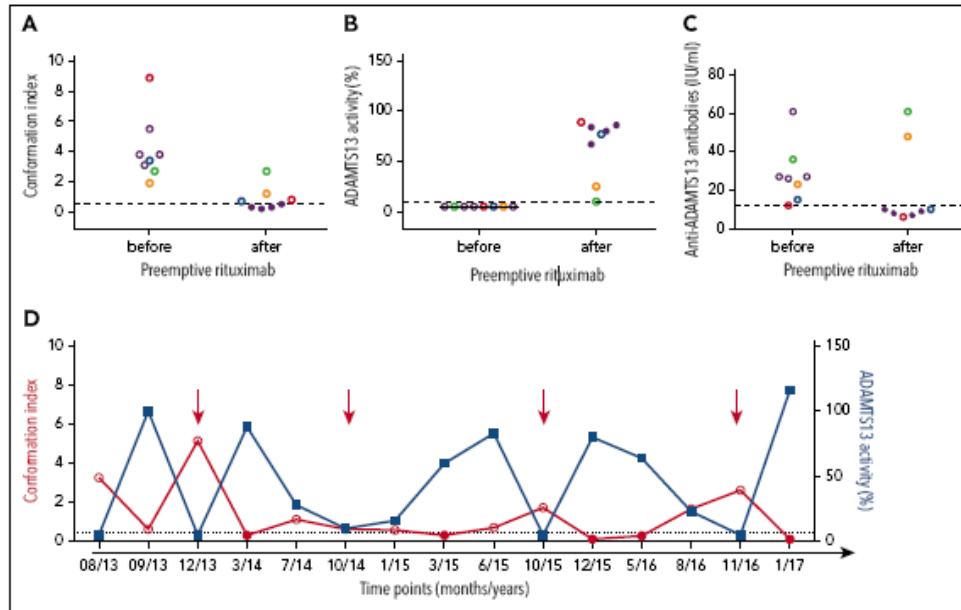 A
B
C
Conformation index
10
8
6
4
2
0
before
after
Preemptive rituximab
ADAMTS13 activity (%)
150
100
50
0
before
after
Preemptive rituximab
Anti-ADAMTS13 antibodies (IU/ml)
80
60
40
20
0
before
after
Preemptive rituximab
D
Conformation index
10
8
6
4
2
0
150
100
50
0
ADAMTS13
activity (%)
08/13 09/13 12/13 3/14 7/14 10/14 1/15 3/15 6/15 10/15 12/15 5/16 8/16 11/16 1/17
Time points (months/years)